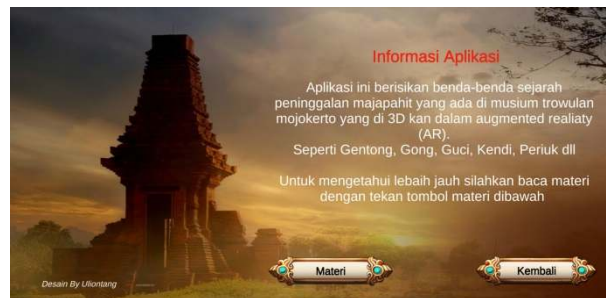 Informasi Aplikasi
Aplikasi ini berisikan benda-benda sejarah
peninggalan majapahit yang ada di musium trowulan
mojokerto yang di 3D kan dalam augmented realiaty
(AR).
Seperti Gentong, Gong, Guci, Kendi, Periuk dll
Untuk mengetahui lebaih jauh silahkan baca materi
dengan tekan tombol materi dibawah
Materi
Kembali
Desain By Uliontang